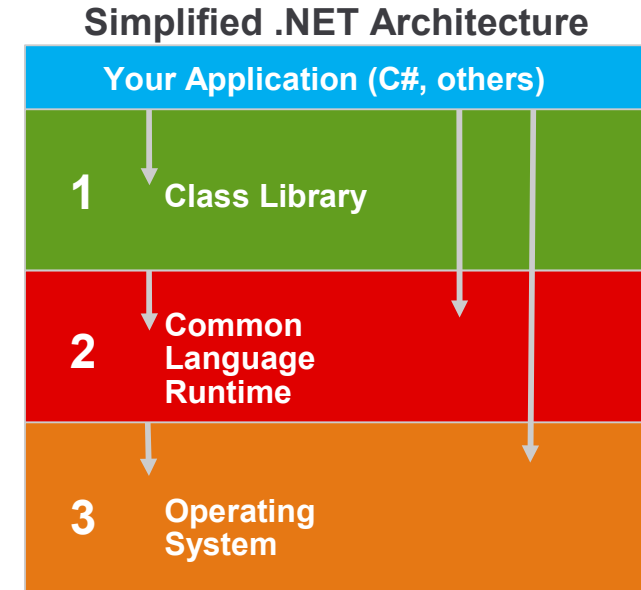 Simplified .NET Architecture
Your Application (C#, others)
1
Class Library
2
Common
Language
Runtime
3
Operating
System